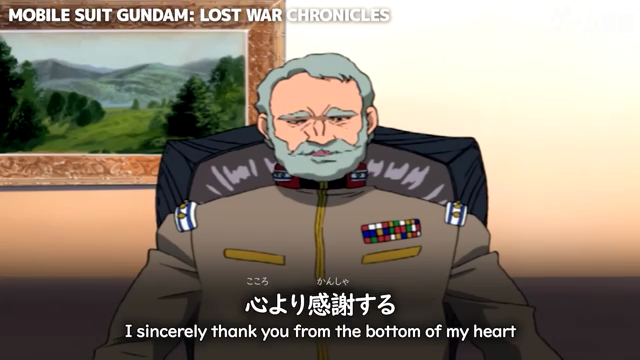 MOBILE SUIT GUNDAM: LOST WAR CHRONICLES
こころ かんしゃ
心より感謝する
I sincerely thank you from the bottom of my heart